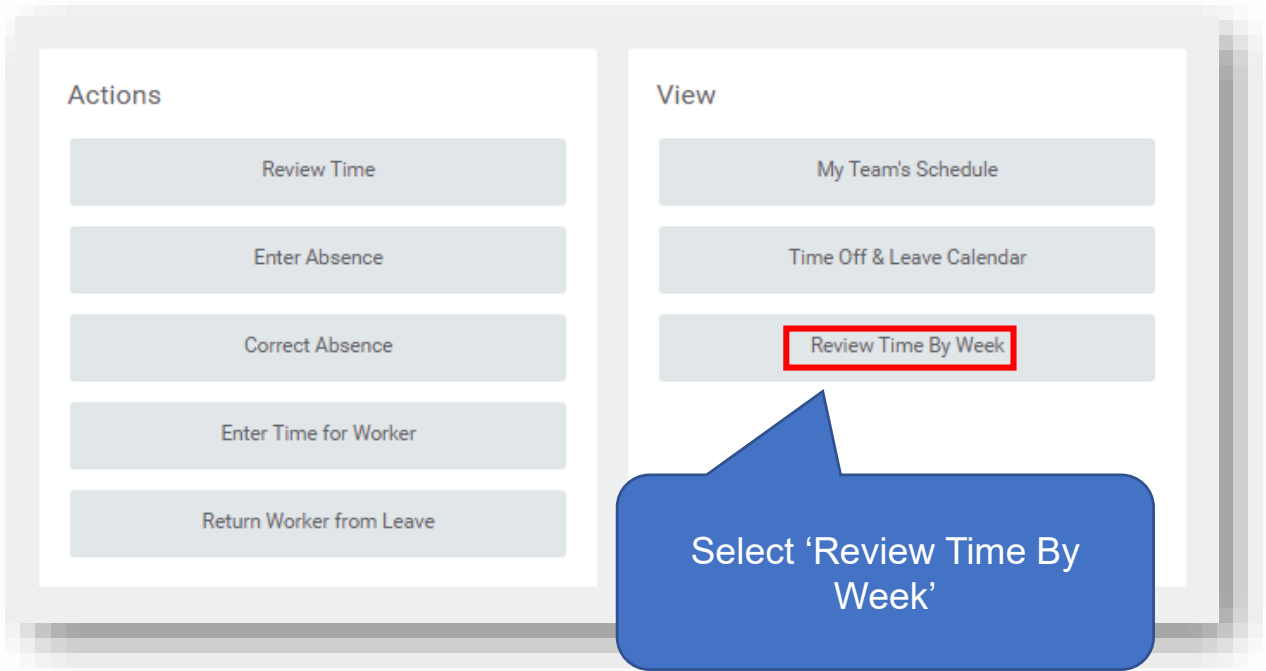 Actions
Review Time
Enter Absence
Correct Absence
Enter Time for Worker
Return Worker from Leave
View
My Team's Schedule
Time Off & Leave Calendar
Review Time By Week
Select ‘Review Time By
Week’